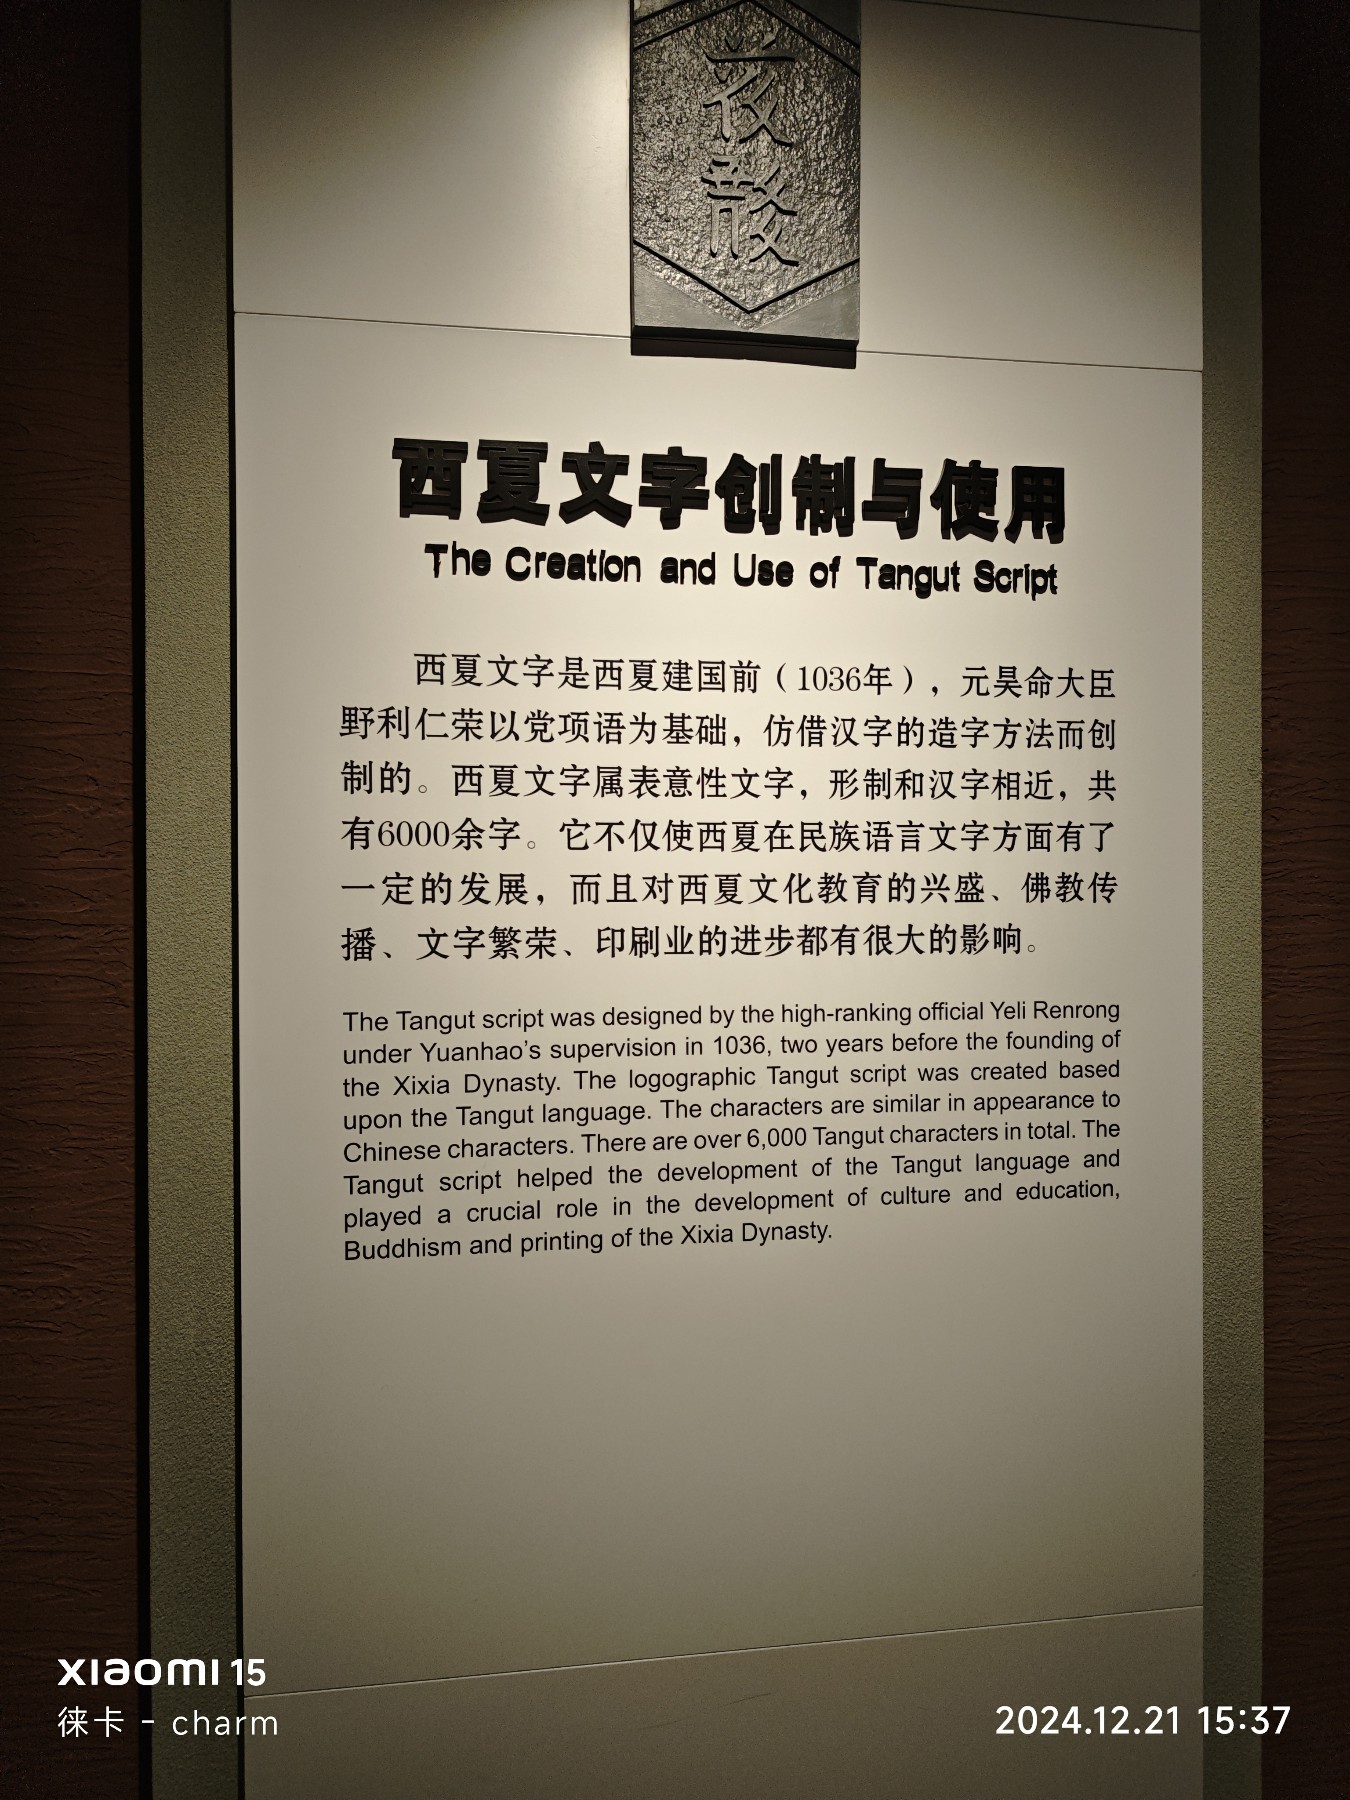 西夏文字创制与使用
The Creation and Use of Tangut Script
西夏文字是西夏建国前（1036年），元昊命大臣
野利仁荣以党项语为基础，仿借汉字的造字方法而创
制的。西夏文字属表意性文字，形制和汉字相近，共
有6000余字。它不仅使西夏在民族语言文字方面有了
一定的发展，而且对西夏文化教育的兴盛、佛教传
播、文字繁荣、印刷业的进步都有很大的影响。
The Tangut script was designed by the high-ranking official Yeli Renrong
under Yuanhao’s supervision in 1036, two years before the founding of
the Xixia Dynasty. The logographic Tangut script was created based
upon the Tangut language. The characters are similar in appearance to
Chinese characters. There are over 6,000 Tangut characters in total. The
Tangut script helped the development of the Tangut language and
played a crucial role in the development of culture and education,
Buddhism and printing of the Xixia Dynasty.
xiaomi 15
徕卡 - charm
2024.12.21 15:37